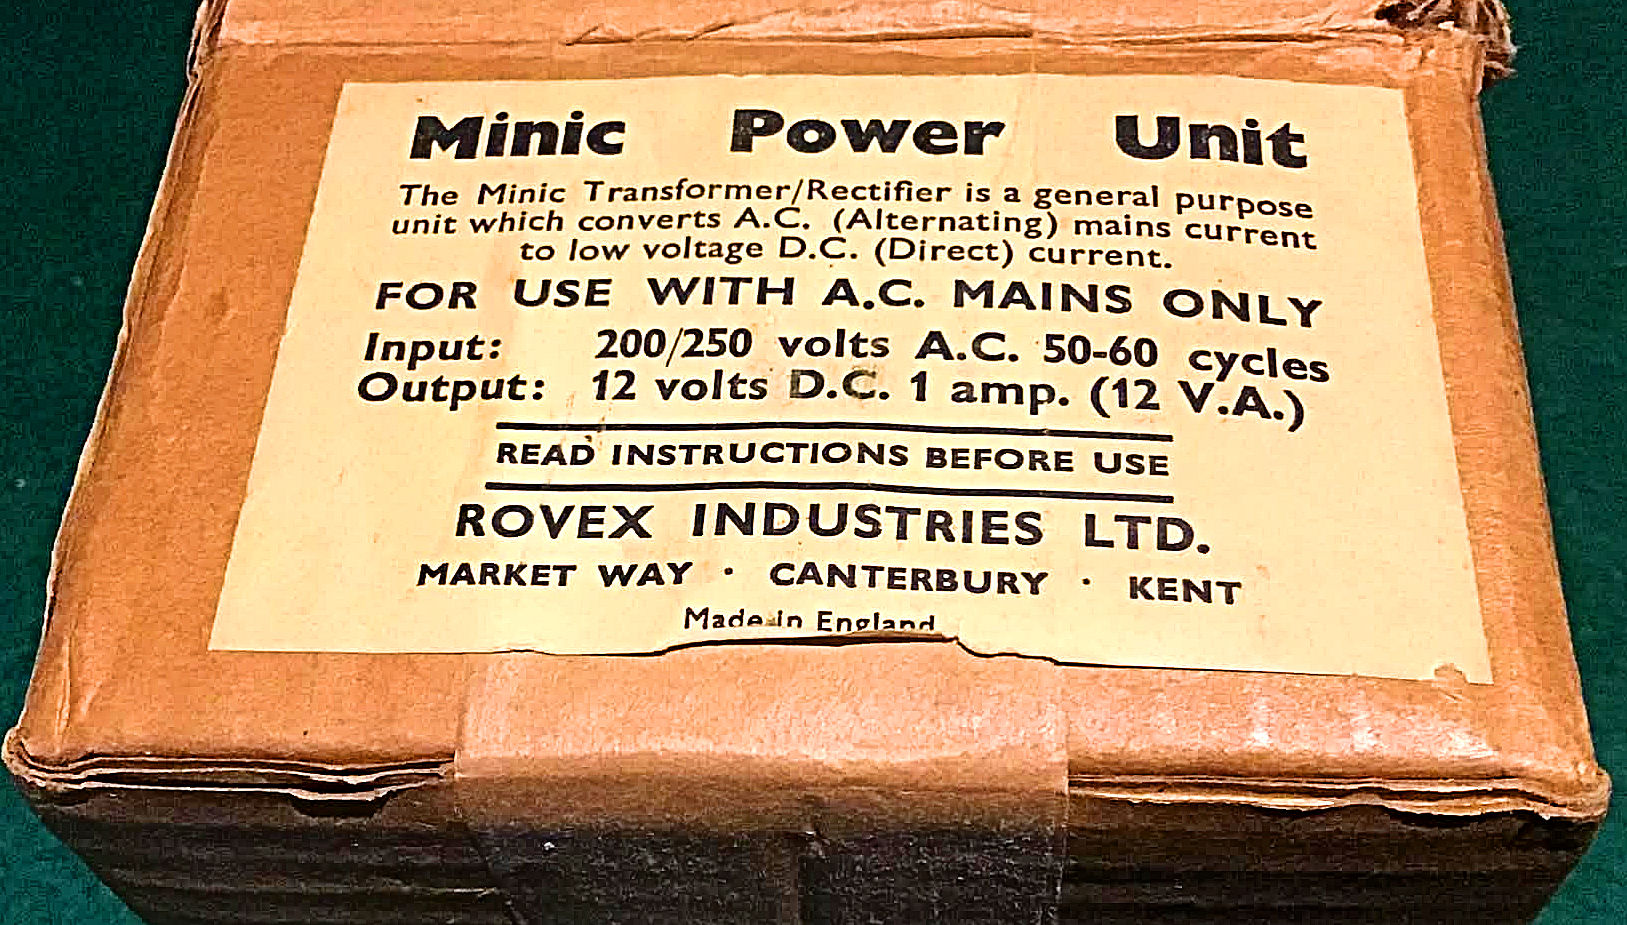 Minic Power Unit
The Minic Transformer/Rectifier is a general purpose
unit which converts A.C. (Alternating) mains current
to low voltage D.C. (Direct) current.
FOR USE WITH A.C. MAINS ONLY
Input: 200/250 volts A.C. 50-60 cycles
Output: 12 volts D.C. 1 amp. (12 V.A.)
READ INSTRUCTIONS BEFORE USE
ROVEX INDUSTRIES LTD.
MARKET WAY · CANTERBURY · KENT
Made in England